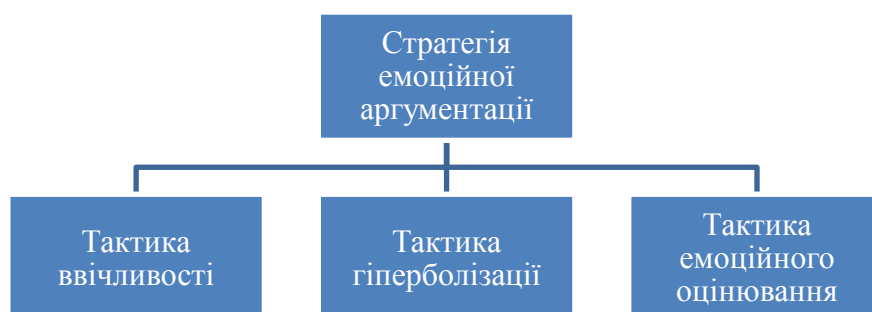 Стратегія
емоційної
аргументації
Тактика
ввічливості
Тактика
гіперболізації
Тактика
емоційного
оцінювання